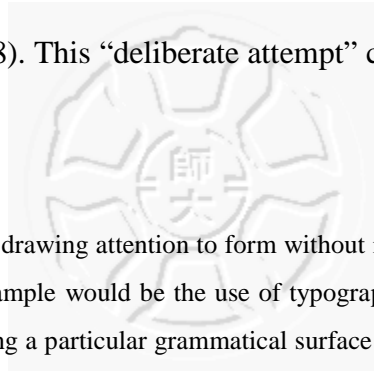 8). This “deliberate attempt” c
師
大
drawing attention to form without
ample would be the use of typograp
ng a particular grammatical surface